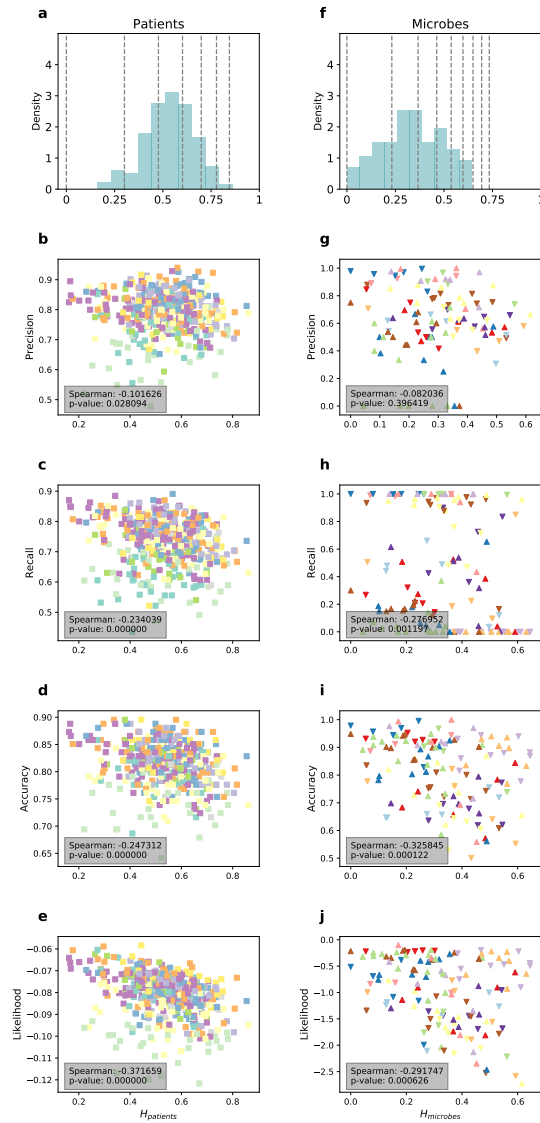 a
Patients
f
Microbes
Density
5
4
3
2
1
0
0
0.25
0.5
0.75
1
Density
5
4
3
2
1
0
0
0.25
0.5
0.75
1
b
Precision
0.9
0.8
0.7
0.6
0.5
Spearman: -0.101626
p-value: 0.028094
0.2
0.4
0.6
0.8
g
Precision
1.0
0.8
0.6
0.4
0.2
0.0
Spearman: -0.082036
p-value: 0.396419
0.0
0.1
0.2
0.3
0.4
0.5
0.6
c
Recall
0.9
0.8
0.7
0.6
0.5
Spearman: -0.234039
p-value: 0.000000
0.2
0.4
0.6
0.8
h
Recall
1.0
0.8
0.6
0.4
0.2
0.0
Spearman: -0.276952
p-value: 0.001197
0.0
0.2
0.4
0.6
d
Accuracy
0.90
0.85
0.80
0.75
0.70
0.65
Spearman: -0.247312
p-value: 0.000000
0.2
0.4
0.6
0.8
i
Accuracy
1.0
0.9
0.8
0.7
0.6
0.5
Spearman: -0.325845
p-value: 0.000122
0.0
0.2
0.4
0.6
e
Likelihood
−0.06
−0.07
−0.08
−0.09
−0.10
−0.11
−0.12
Spearman: -0.371659
p-value: 0.000000
0.2
0.4
0.6
0.8
H patients
j
Likelihood
0.0
−0.5
−1.0
−1.5
−2.0
−2.5
Spearman: -0.291747
p-value: 0.000626
0.0
0.2
0.4
0.6
H microbes